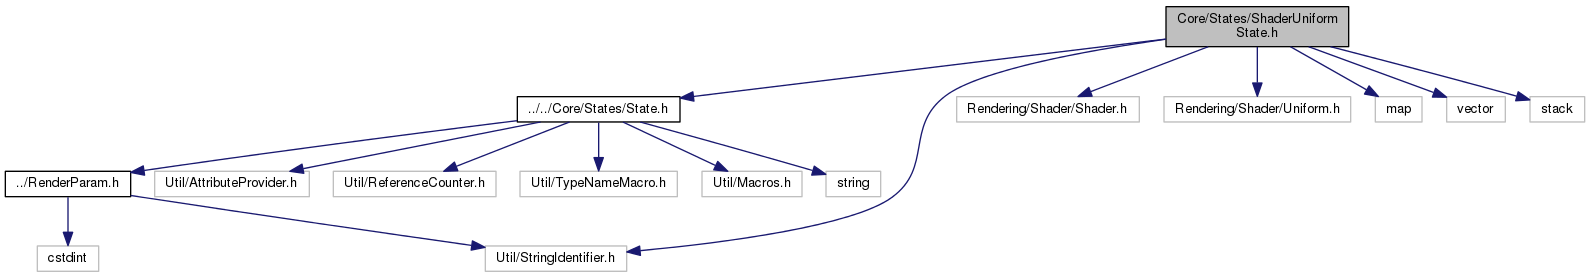 Core/States/ShaderUniform
State.h
../../Core/States/State.h
Rendering/Shader/Shader.h
Rendering/Shader/Uniform.h
map
vector
stack
../RenderParam.h
Util/AttributeProvider.h
Util/ReferenceCounter.h
Util/TypeNameMacro.h
Util/Macros.h
string
cstdint
Util/StringIdentifier.h